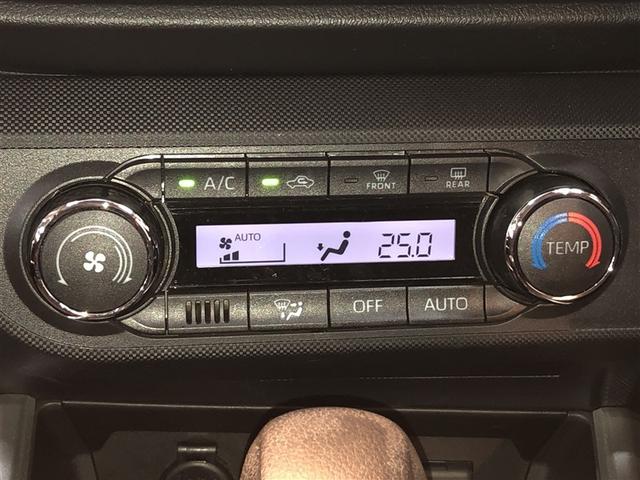 A/C
FRONT
REAR
AUTO
25.0
TEMP
OFF
AUTO